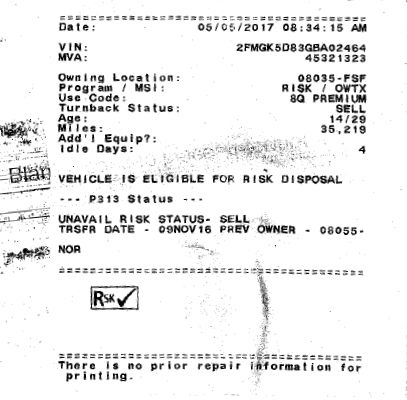 ==================================
Date: 05/05/2017 08:34:15 AM
VIN: 2FMGK5D83GBA02464
MVA: 45321323
Owning Location: 08035-FSF
Program / MSI: RISK / OWTX
Use Code: 8Q PREMIUM
Turnback Status: SELL
Age: 14/29
Miles: 35,219
Add'l Equip?:
Idle Days: 4
VEHICLE IS ELIGIBLE FOR RISK DISPOSAL
--- P313 Status ---
UNAVAIL RISK STATUS- SELL
TRSFR DATE - 09NOV16 PREV OWNER - 08055-
NOR
==================================
RSK ✓
==================================
There is no prior repair information for
printing.